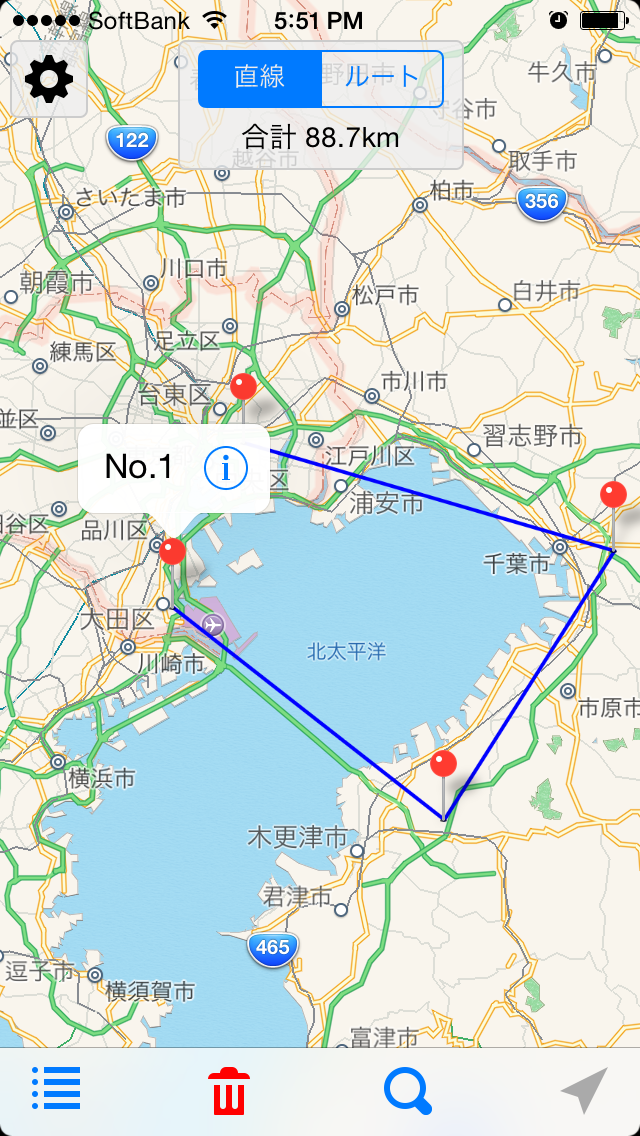 SoftBank 5:51 PM
直線 ルート
合計 88.7km
野田市
牛久市
守谷市
122
越谷市
取手市
さいたま市
柏市
356
川口市
朝霞市
松戸市
白井市
足立区
練馬区
市川市
台東区
並区
習志野市
江戸川区
No.1
区
浦安市
谷区
品川区
千葉市
大田区
北太平洋
川崎市
市原市
横浜市
木更津市
君津市
465
逗子市
横須賀市
富津市